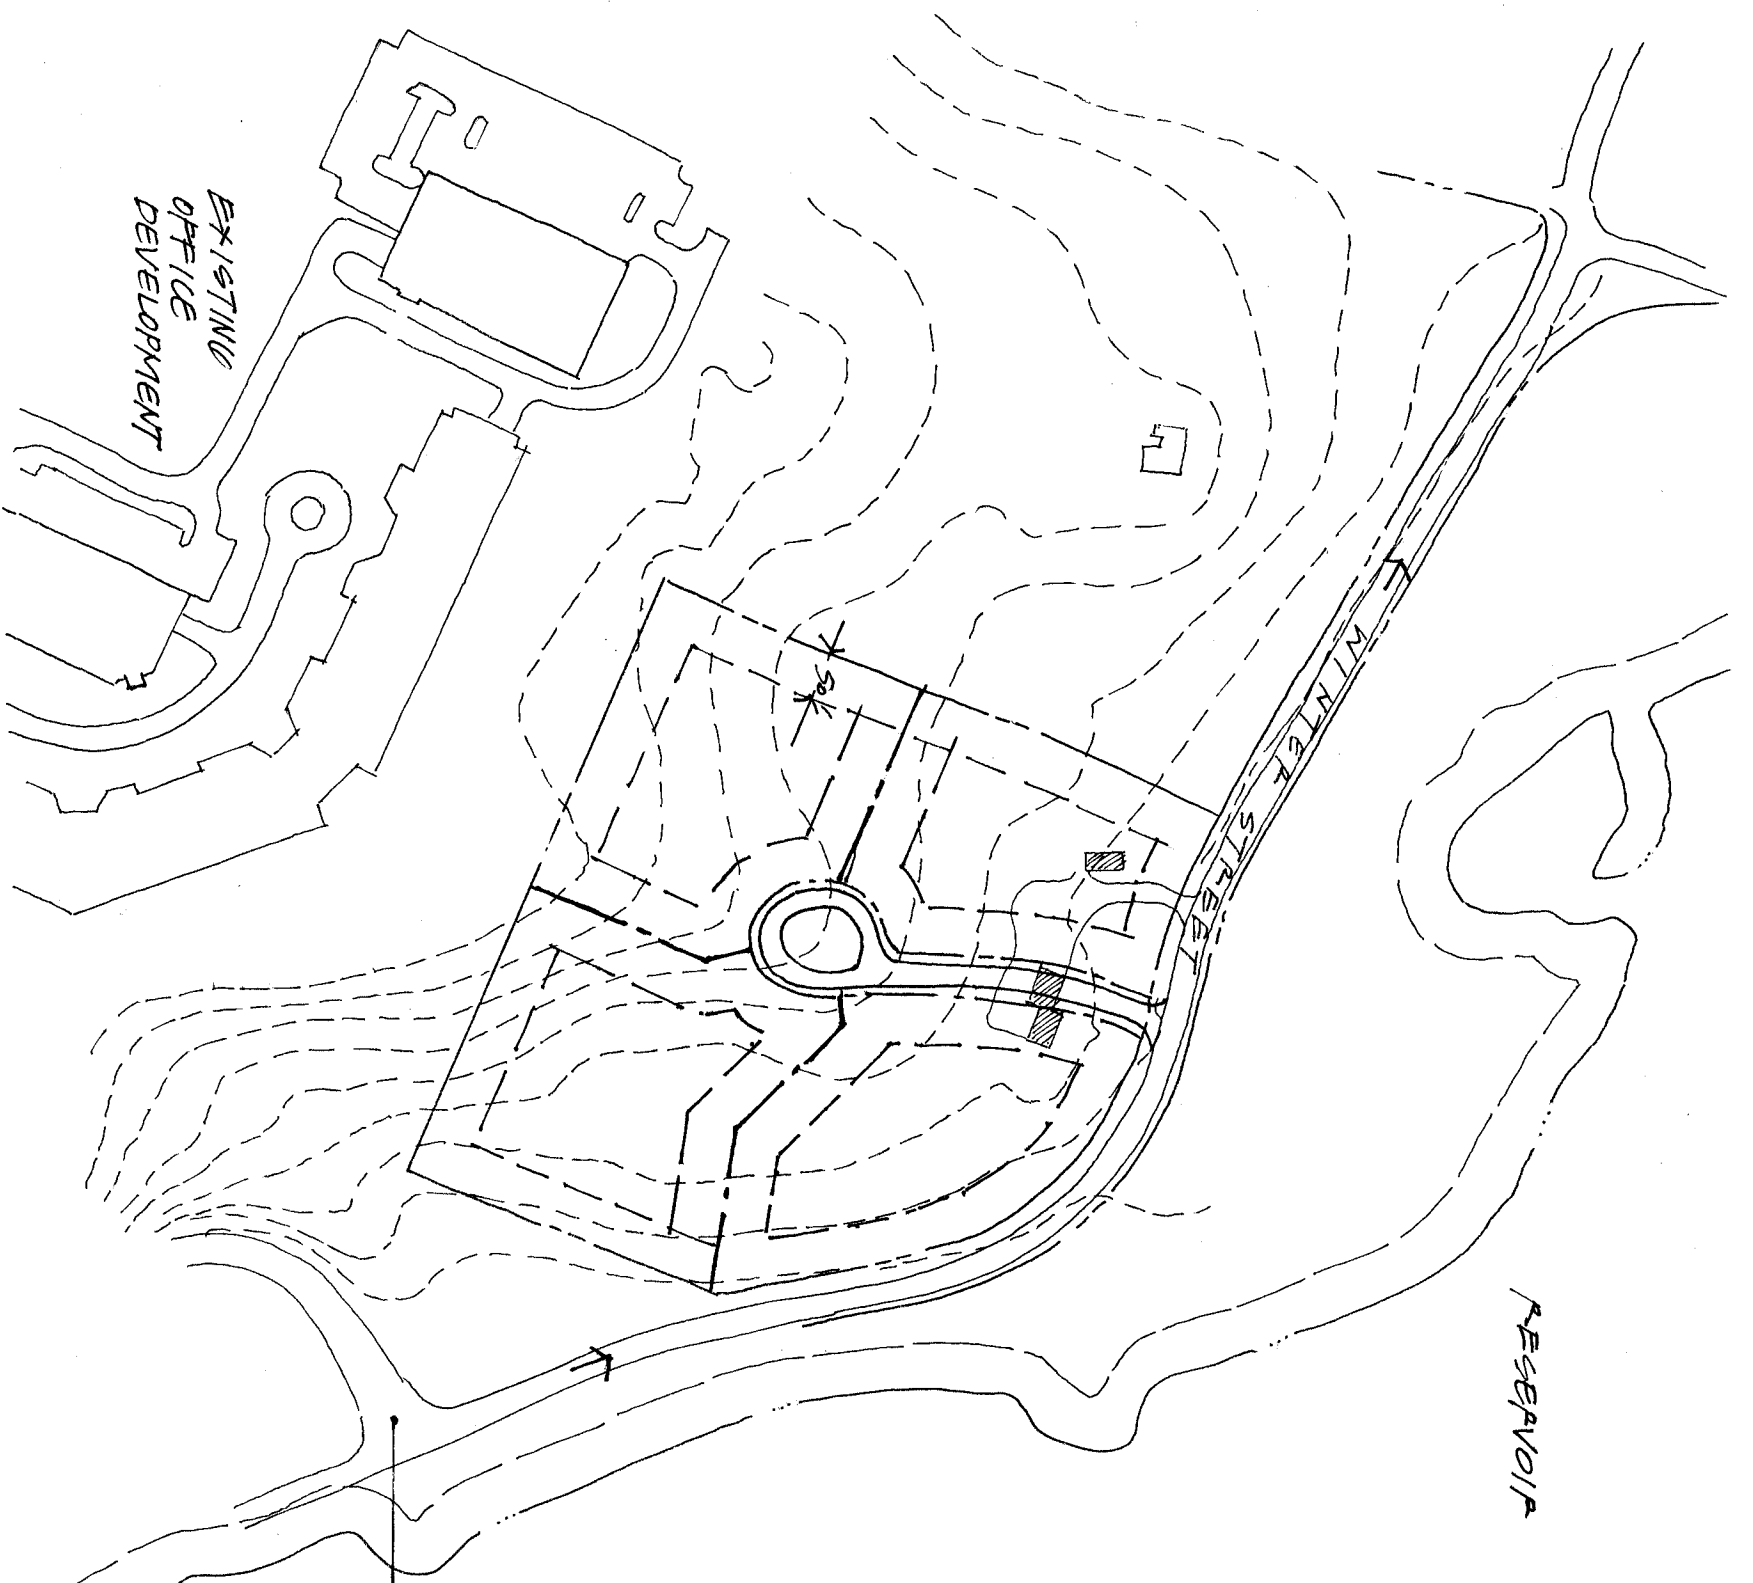 EXISTING
OFFICE
DEVELOPMENT
50'
WINTER STREET
RESERVOIR